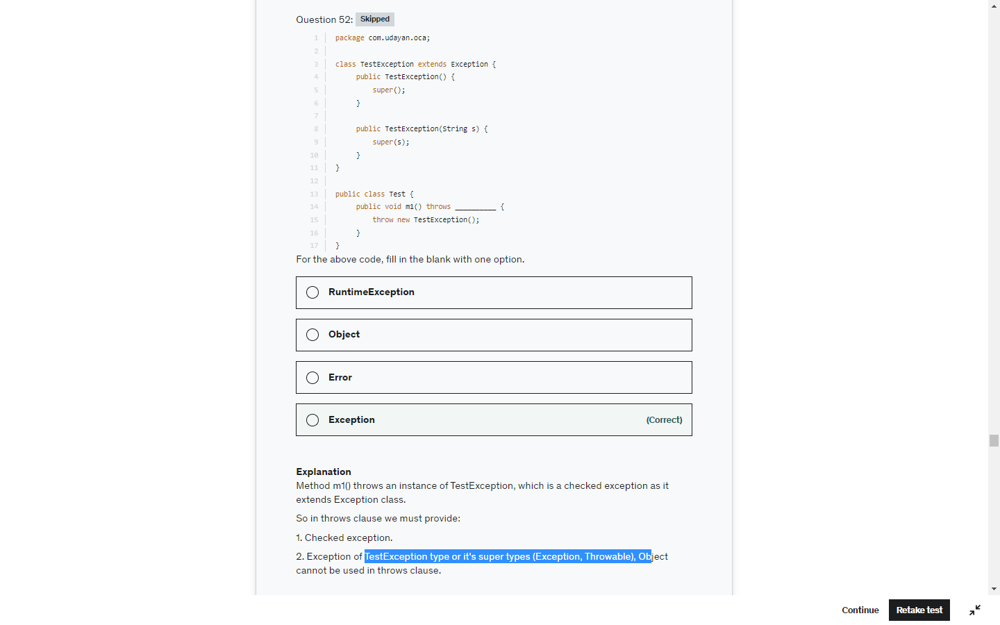 Question 52: Skipped
1 package com.udayan.oca;
2
3 class TestException extends Exception {
4 public TestException() {
5 super();
6 }
7
8 public TestException(String s) {
9 super(s);
10 }
11 }
12
13 public class Test {
14 public void m1() throws __________ {
15 throw new TestException();
16 }
17 }
For the above code, fill in the blank with one option.
RuntimeException
Object
Error
Exception (Correct)
Explanation
Method m1() throws an instance of TestException, which is a checked exception as it
extends Exception class.
So in throws clause we must provide:
1. Checked exception.
2. Exception of TestException type or it's super types (Exception, Throwable), Object
cannot be used in throws clause.
Continue Retake test